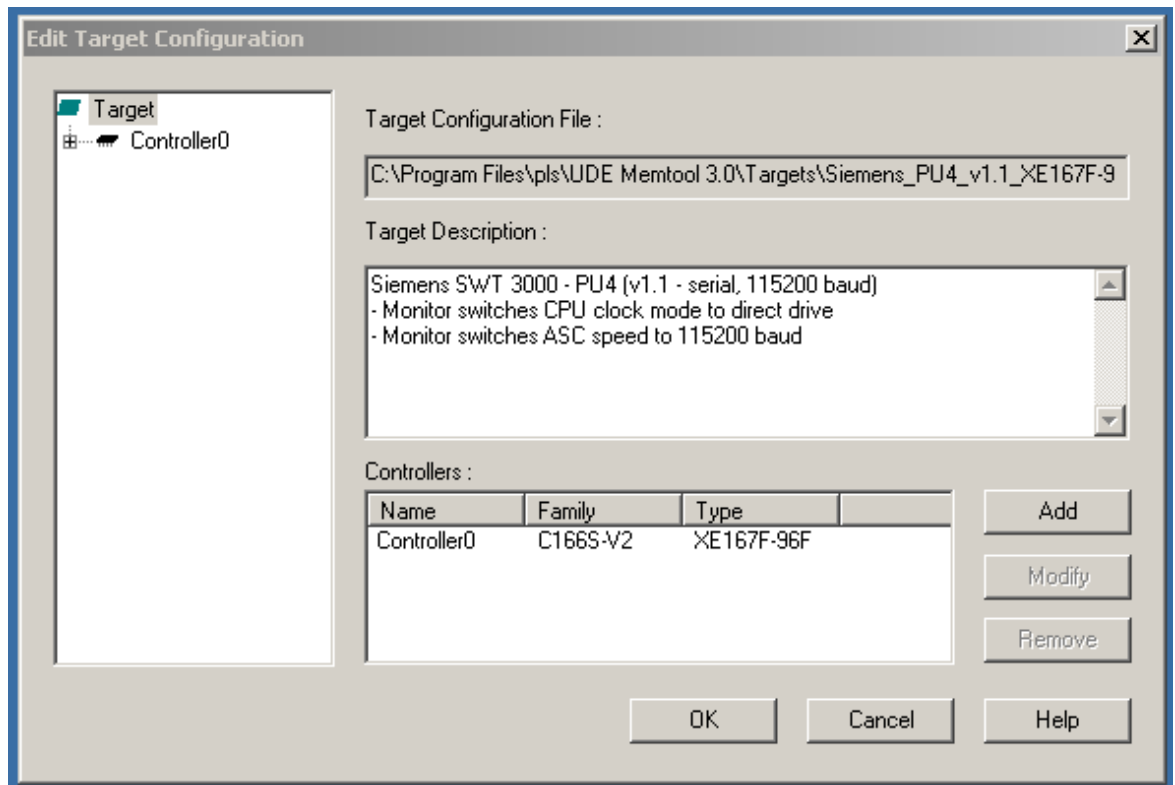 Edit Target Configuration
Target
Controller0
Target Configuration File :
C:\Program Files\pls\UDE Memtool 3.0\Targets\Siemens_PU4_v1.1_XE167F-9
Target Description :
Siemens SWT 3000 - PU4 (v1.1 - serial, 115200 baud)
- Monitor switches CPU clock mode to direct drive
- Monitor switches ASC speed to 115200 baud
Controllers :
Name Family Type
Controller0 C166S-V2 XE167F-96F
Add
Modify
Remove
OK Cancel Help